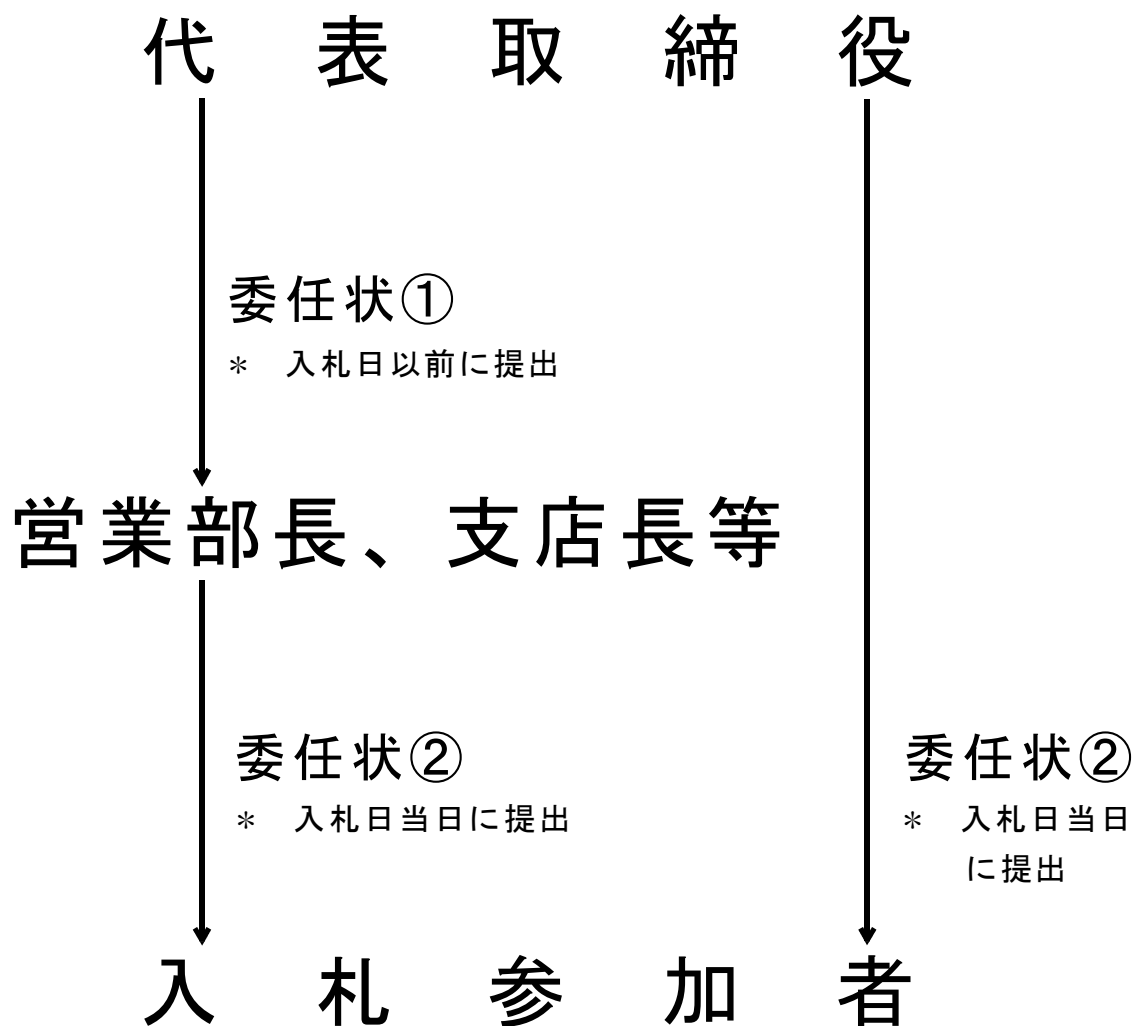 代表取締役
委任状①
＊　入札日以前に提出
営業部長、支店長等
委任状②
＊　入札日当日に提出
委任状②
＊　入札日当日
に提出
入札参加者